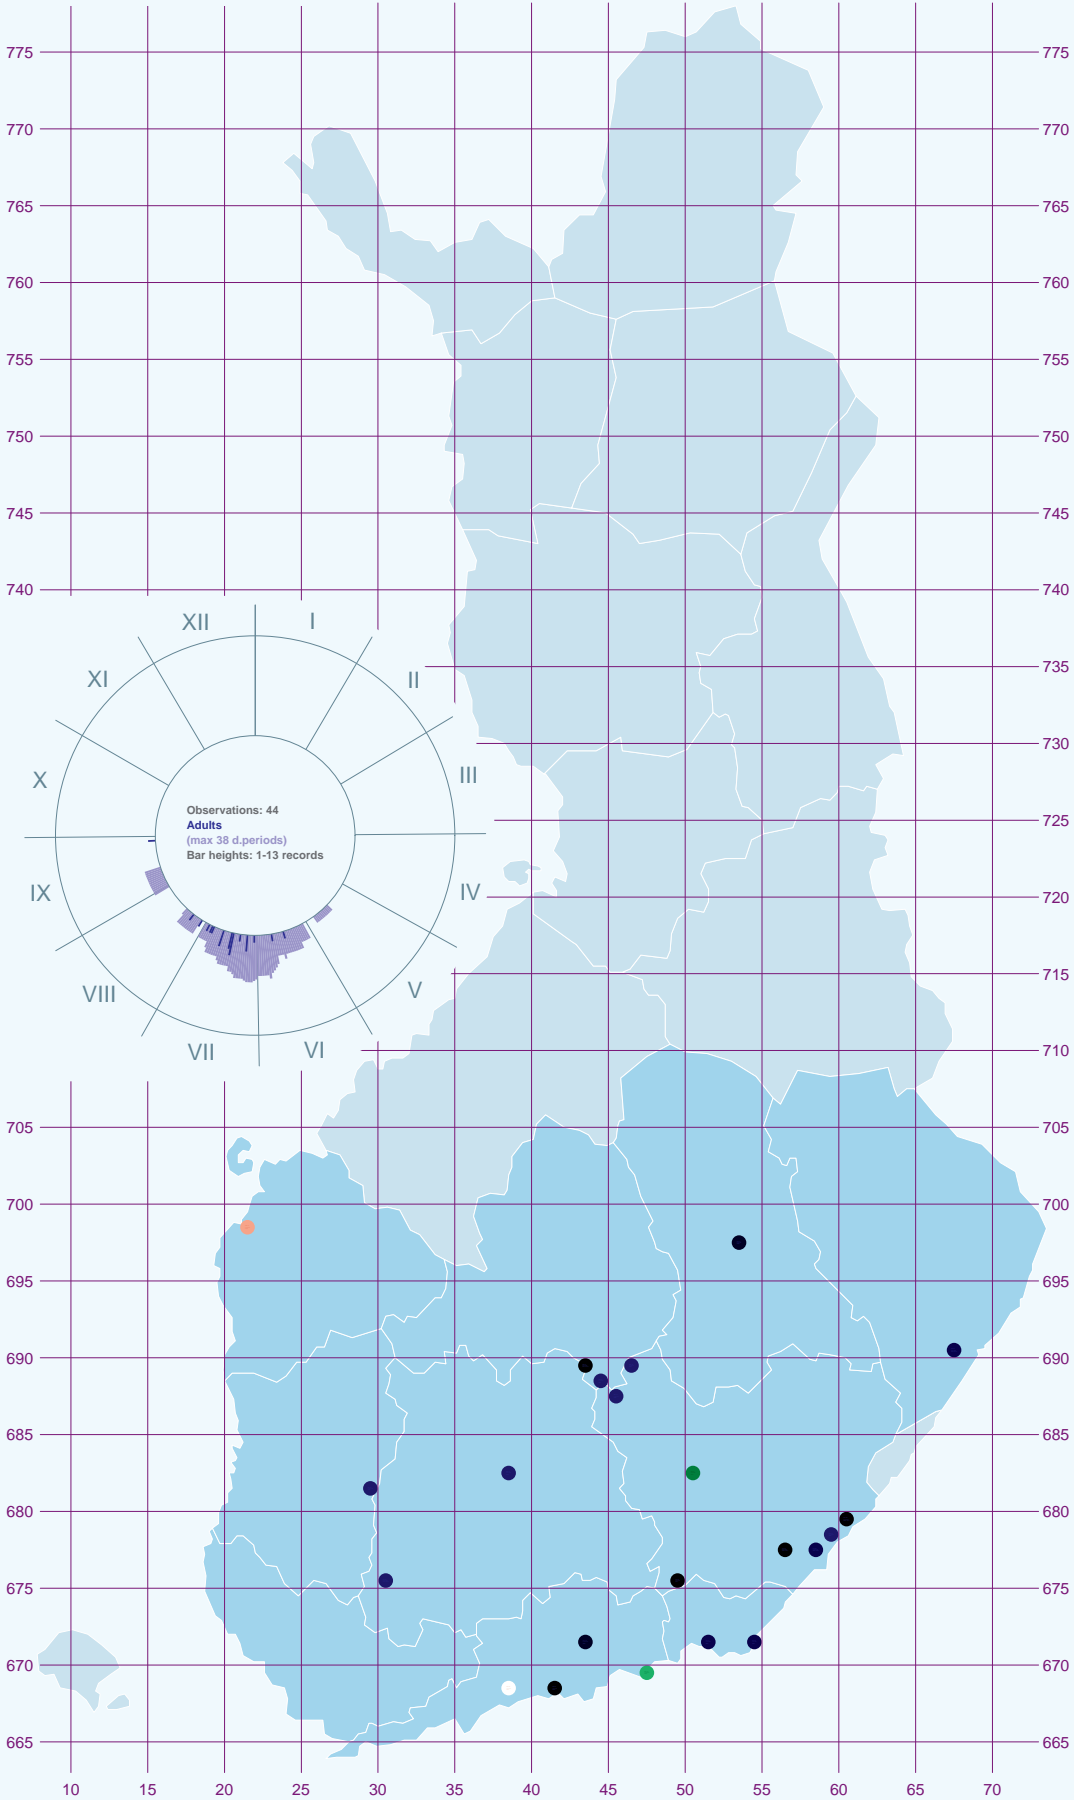 775 775
770 770
765 765
760 760
755 755
750 750
745 745
740 740
XII I
XI II
735
730
X III
Observations: 44
Adults
(max 38 d.periods)
Bar heights: 1-13 records
725
IX IV
720
715
VIII V
VII VI
710
705 705
700 700
695 695
690 690
685 685
680 680
675 675
670 670
665 665
10 15 20 25 30 35 40 45 50 55 60 65 70